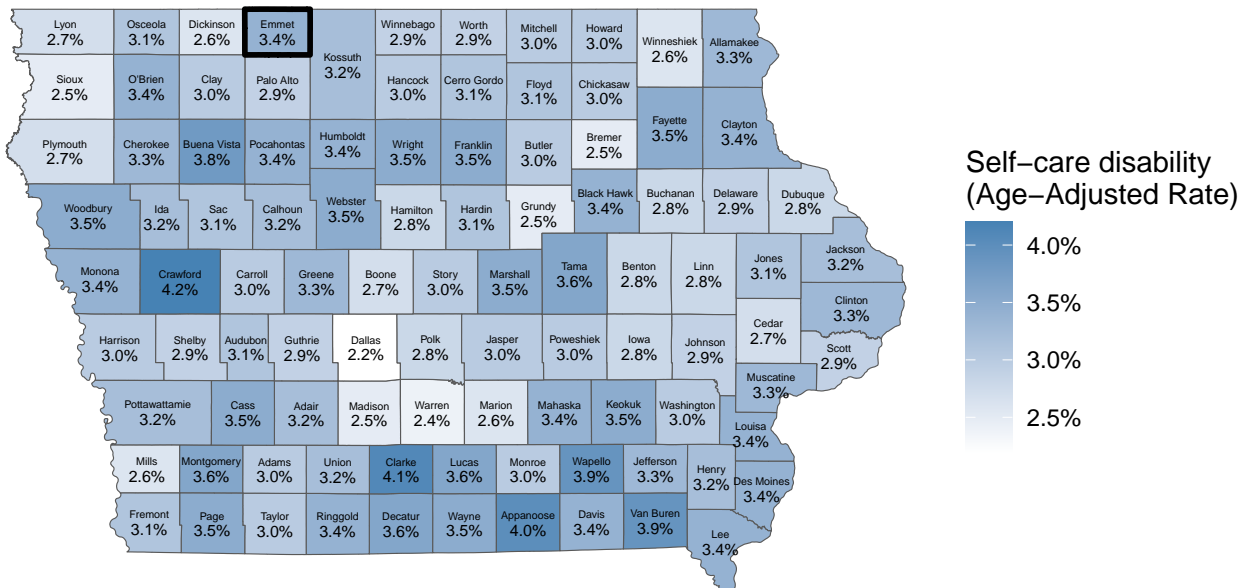 Lyon
2.7%
Osceola
3.1%
Dickinson
2.6%
Emmet
3.4%
Kossuth
3.2%
Winnebago
2.9%
Worth
2.9%
Mitchell
3.0%
Howard
3.0%
Winneshiek
2.6%
Allamakee
3.3%
Sioux
2.5%
O'Brien
3.4%
Clay
3.0%
Palo Alto
2.9%
Hancock
3.0%
Cerro Gordo
3.1%
Floyd
3.1%
Chickasaw
3.0%
Fayette
3.5%
Clayton
3.4%
Plymouth
2.7%
Cherokee
3.3%
Buena Vista
3.8%
Pocahontas
3.4%
Humboldt
3.4%
Wright
3.5%
Franklin
3.5%
Butler
3.0%
Bremer
2.5%
Woodbury
3.5%
Ida
3.2%
Sac
3.1%
Calhoun
3.2%
Webster
3.5%
Hamilton
2.8%
Hardin
3.1%
Grundy
2.5%
Black Hawk
3.4%
Buchanan
2.8%
Delaware
2.9%
Dubuque
2.8%
Monona
3.4%
Crawford
4.2%
Carroll
3.0%
Greene
3.3%
Boone
2.7%
Story
3.0%
Marshall
3.5%
Tama
3.6%
Benton
2.8%
Linn
2.8%
Jones
3.1%
Jackson
3.2%
Clinton
3.3%
Harrison
3.0%
Shelby
2.9%
Audubon
3.1%
Guthrie
2.9%
Dallas
2.2%
Polk
2.8%
Jasper
3.0%
Poweshiek
3.0%
Iowa
2.8%
Johnson
2.9%
Cedar
2.7%
Scott
2.9%
Muscatine
3.3%
Pottawattamie
3.2%
Cass
3.5%
Adair
3.2%
Madison
2.5%
Warren
2.4%
Marion
2.6%
Mahaska
3.4%
Keokuk
3.5%
Washington
3.0%
Louisa
3.4%
Mills
2.6%
Montgomery
3.6%
Adams
3.0%
Union
3.2%
Clarke
4.1%
Lucas
3.6%
Monroe
3.0%
Wapello
3.9%
Jefferson
3.3%
Henry
3.2%
Des Moines
3.4%
Fremont
3.1%
Page
3.5%
Taylor
3.0%
Ringgold
3.4%
Decatur
3.6%
Wayne
3.5%
Appanoose
4.0%
Davis
3.4%
Van Buren
3.9%
Lee
3.4%
Self−care disability
(Age−Adjusted Rate)
4.0%
3.5%
3.0%
2.5%